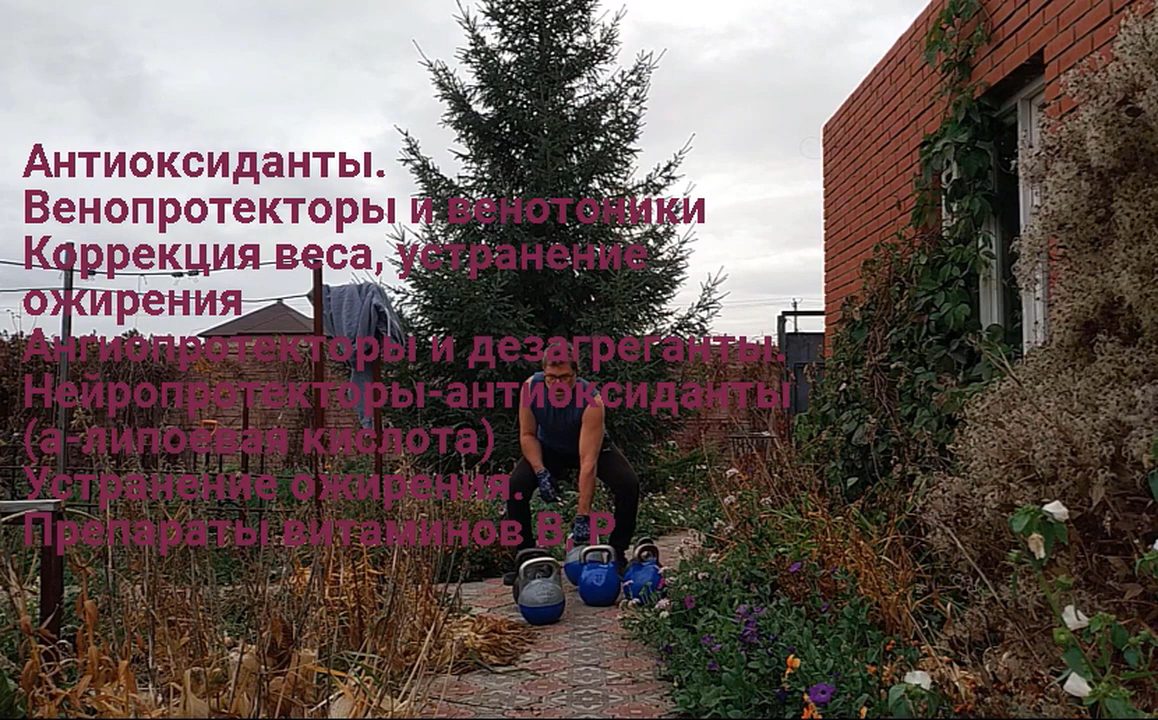 Антиоксиданты.
Венопротекторы и венотоники
Коррекция веса, устранение
ожирения
Ангиопротекторы и дезагреганты.
Нейропротекторы-антиоксиданты
(а-липоевая кислота)
Устранение ожирения.
Препараты витаминов В, Р